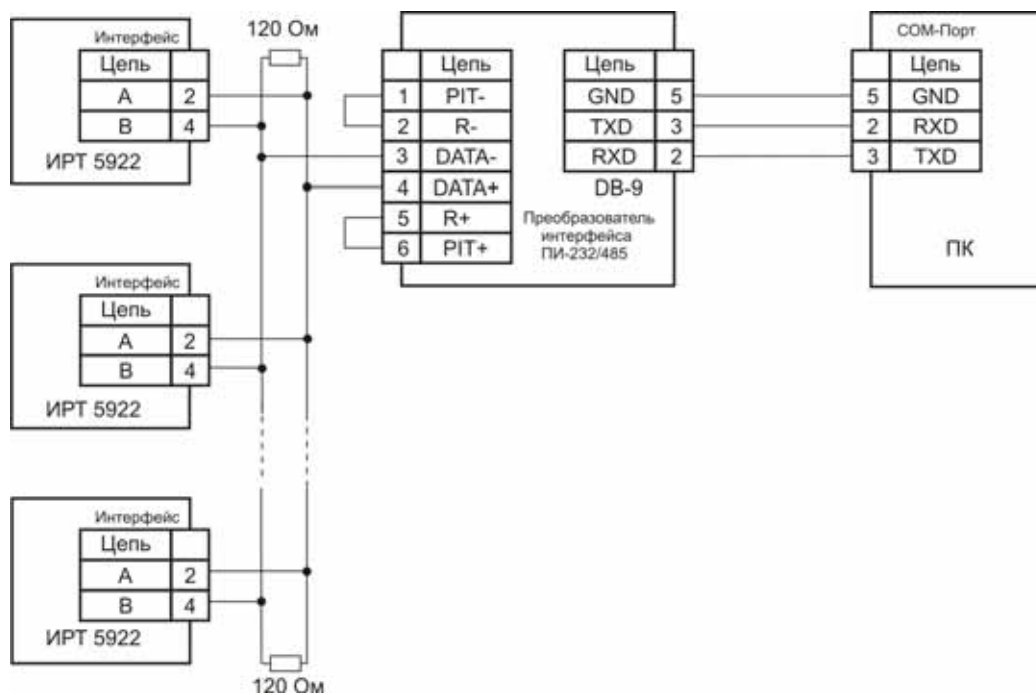 120 Ом
Интерфейс
Цепь
A 2
B 4
ИРТ 5922
Цепь
1 PIT-
2 R-
3 DATA-
4 DATA+
5 R+
6 PIT+
Цепь
GND 5
TXD 3
RXD 2
DB-9
Преобразователь
интерфейса
ПИ-232/485
COM-Порт
Цепь
5 GND
2 RXD
3 TXD
ПК
Интерфейс
Цепь
A 2
B 4
ИРТ 5922
Интерфейс
Цепь
A 2
B 4
ИРТ 5922
120 Ом